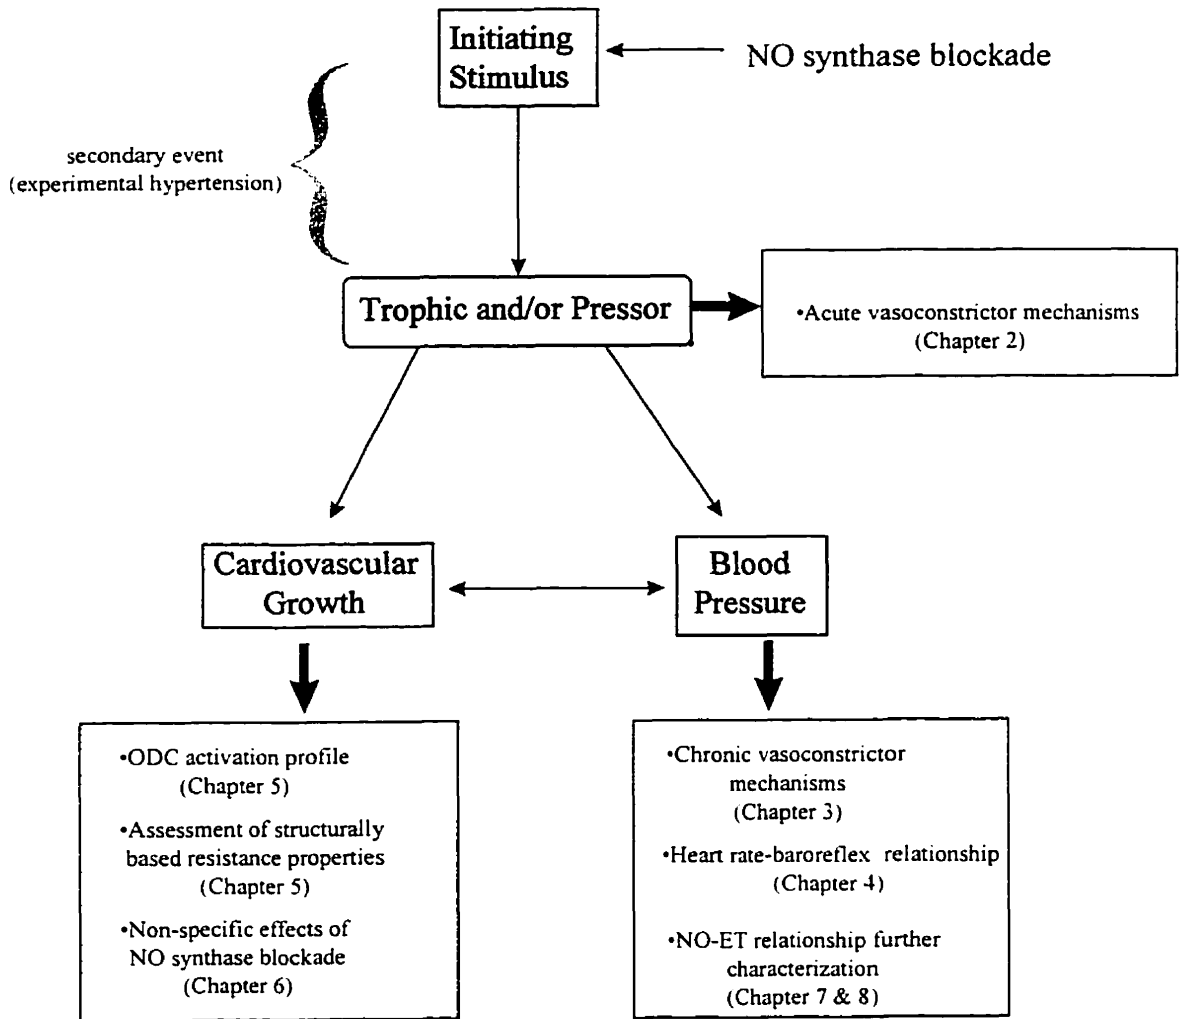 Initiating
Stimulus
NO synthase blockade
secondary event
(experimental hypertension)
Trophic and/or Pressor
•Acute vasoconstrictor mechanisms
(Chapter 2)
Cardiovascular
Growth
Blood
Pressure
•ODC activation profile
(Chapter 5)
•Assessment of structurally
based resistance properties
(Chapter 5)
•Non-specific effects of
NO synthase blockade
(Chapter 6)
•Chronic vasoconstrictor
mechanisms
(Chapter 3)
•Heart rate-baroreflex relationship
(Chapter 4)
•NO-ET relationship further
characterization
(Chapter 7 & 8)